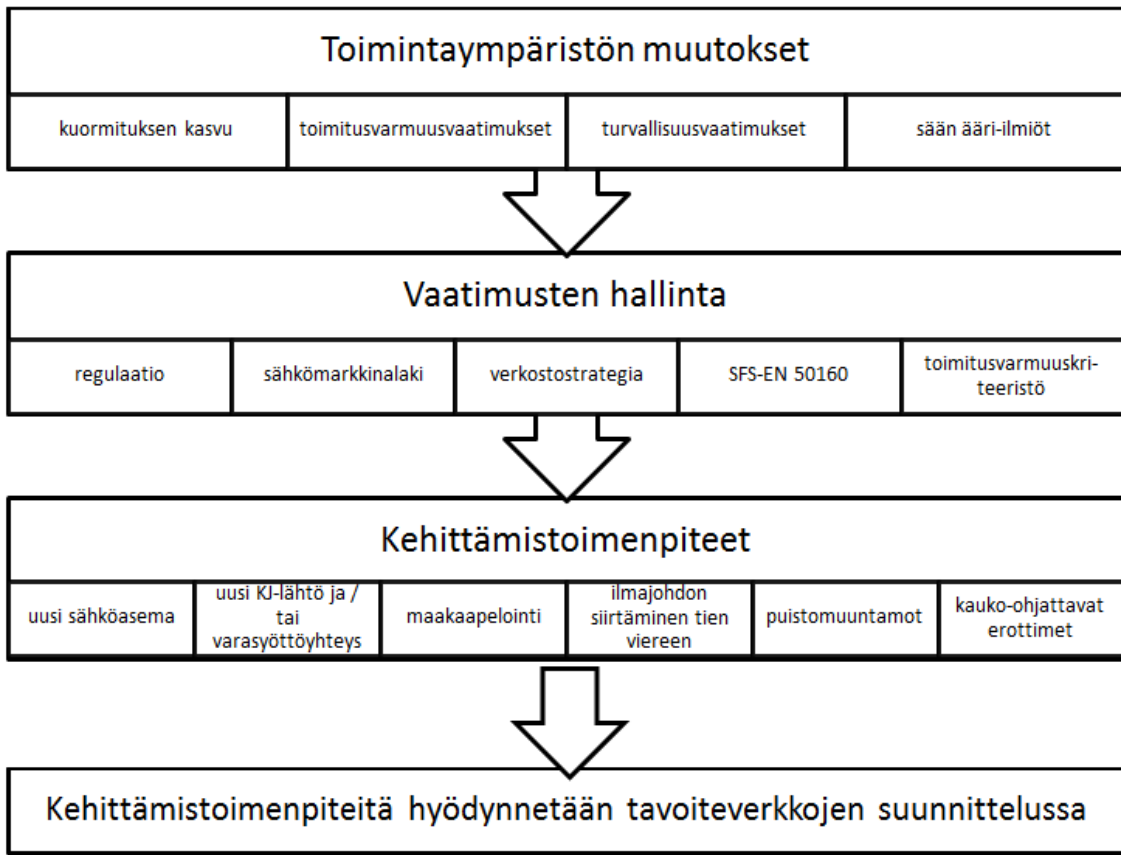 Toimintaympäristön muutokset
kuormituksen kasvu
toimitusvarmuusvaatimukset
turvallisuusvaatimukset
sään ääri-ilmiöt
Vaatimusten hallinta
regulaatio
sähkömarkkinalaki
verkostostrategia
SFS-EN 50160
toimitusvarmuuskri-
teeristö
Kehittämistoimenpiteet
uusi sähköasema
uusi KJ-lähtö ja /
tai
varasyöttöyhteys
maakaapelointi
ilmajohdon
siirtäminen tien
viereen
puistomuuntamot
kauko-ohjattavat
erottimet
Kehittämistoimenpiteitä hyödynnetään tavoiteverkkojen suunnittelussa